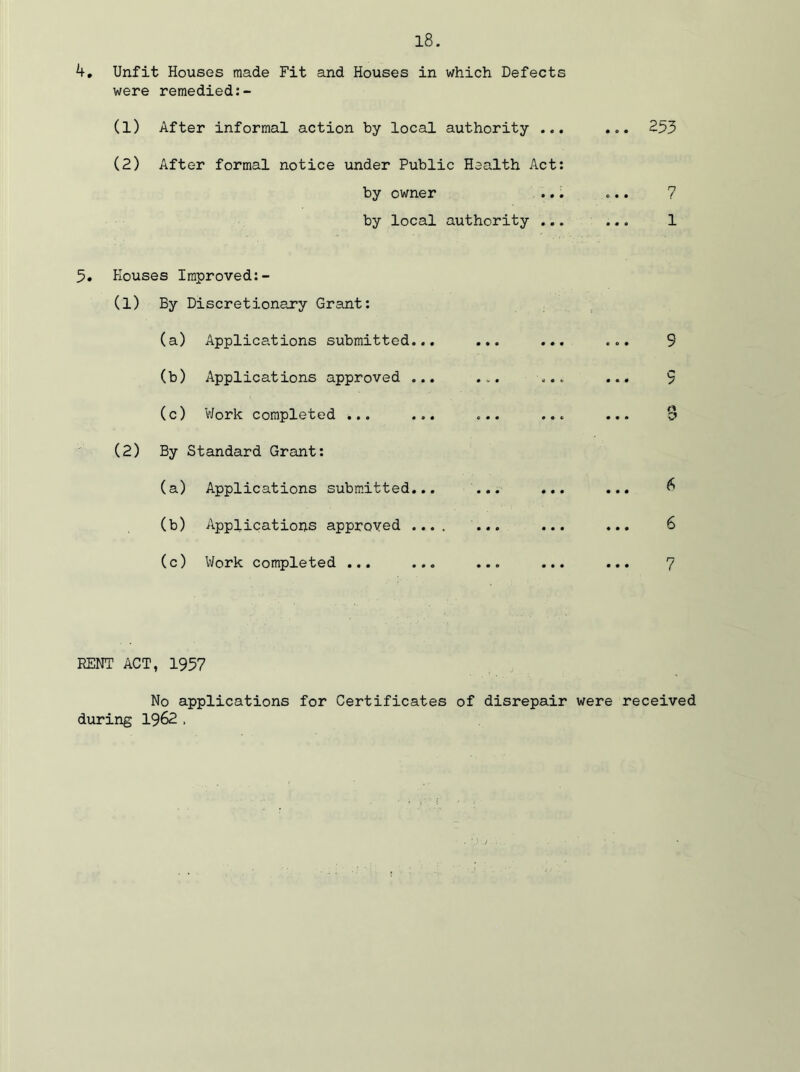 18.
4. Unfit Houses made Fit and Houses in which Defects
were remedied:-
(1) After informal action by local authority ... ... 253
(2) After formal notice under Public Health Act:
by owner ... ... 7
by local authority ... ... 1
5. Houses Improved:-
(1) By Discretionary Grant:
(a) Applications submitted... ... ... ... 9
(b) Applications approved ... ... ... ... 9
(c) Work completed ... ... ... ... ...
(2) By Standard Grant:
(a) Applications submitted... ... ... ... 6
(b) Applications approved .... ... ... ... 6
(c) Work completed ... ... ... ... ... 7
RENT ACT, 1957
No applications for Certificates of disrepair were received
during 1962.